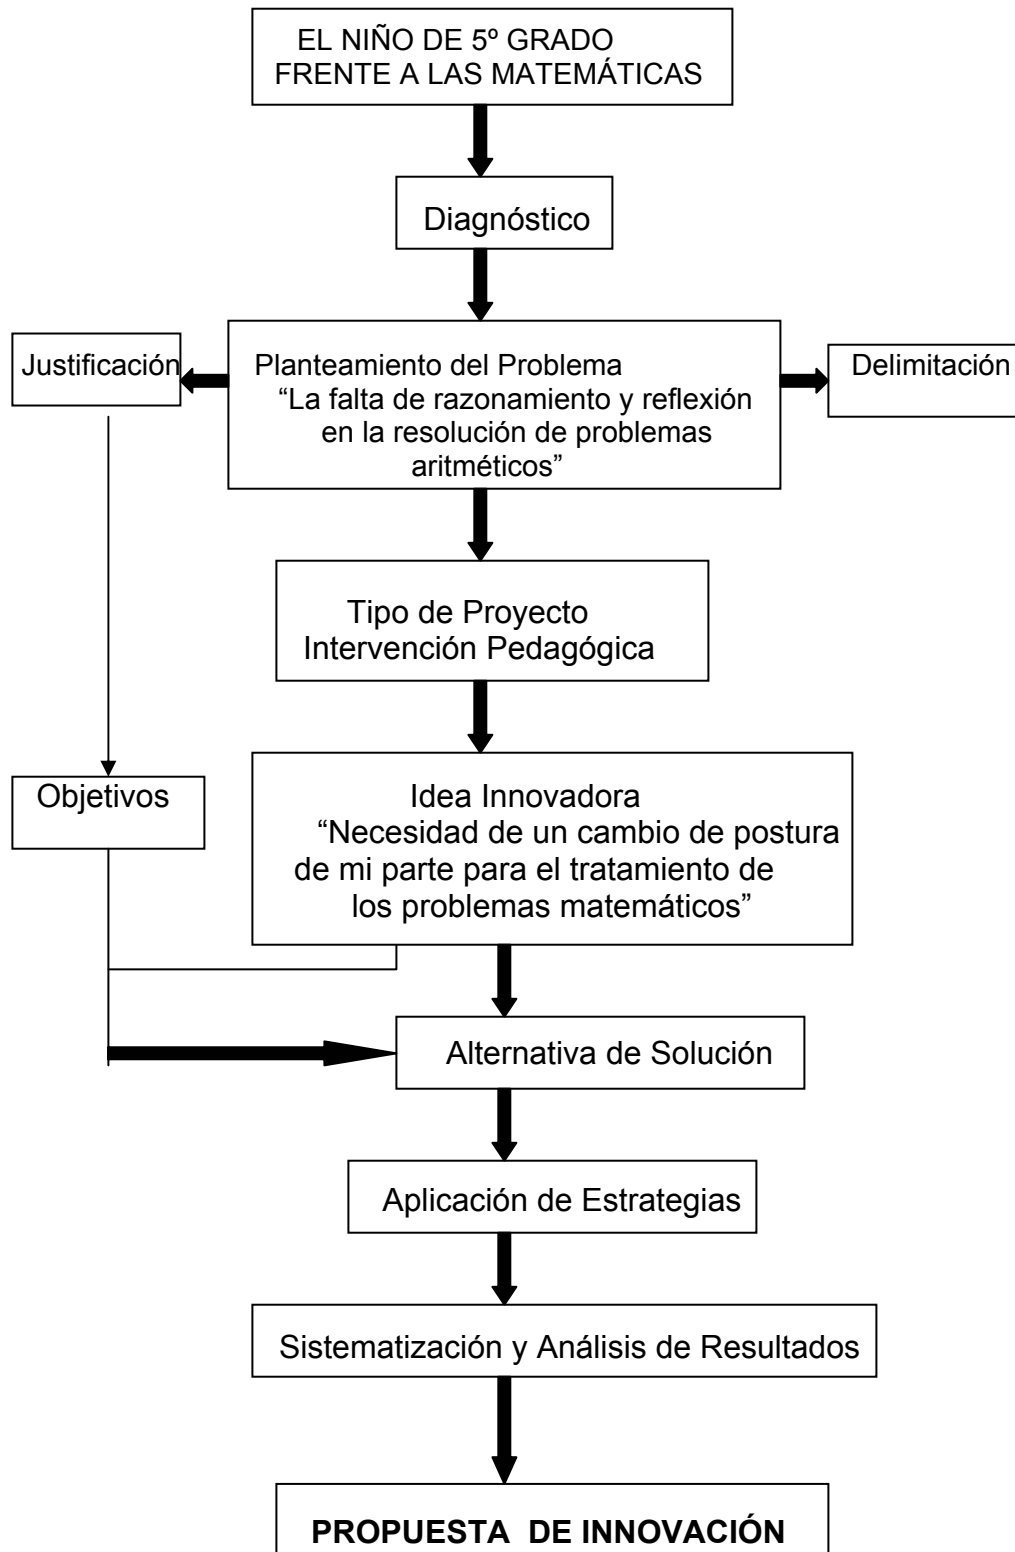 EL NIÑO DE 5º GRADO
FRENTE A LAS MATEMÁTICAS
Diagnóstico
Justificación
Planteamiento del Problema
“La falta de razonamiento y reflexión
en la resolución de problemas
aritméticos”
Delimitación
Tipo de Proyecto
Intervención Pedagógica
Objetivos
Idea Innovadora
“Necesidad de un cambio de postura
de mi parte para el tratamiento de
los problemas matemáticos”
Alternativa de Solución
Aplicación de Estrategias
Sistematización y Análisis de Resultados
PROPUESTA DE INNOVACIÓN